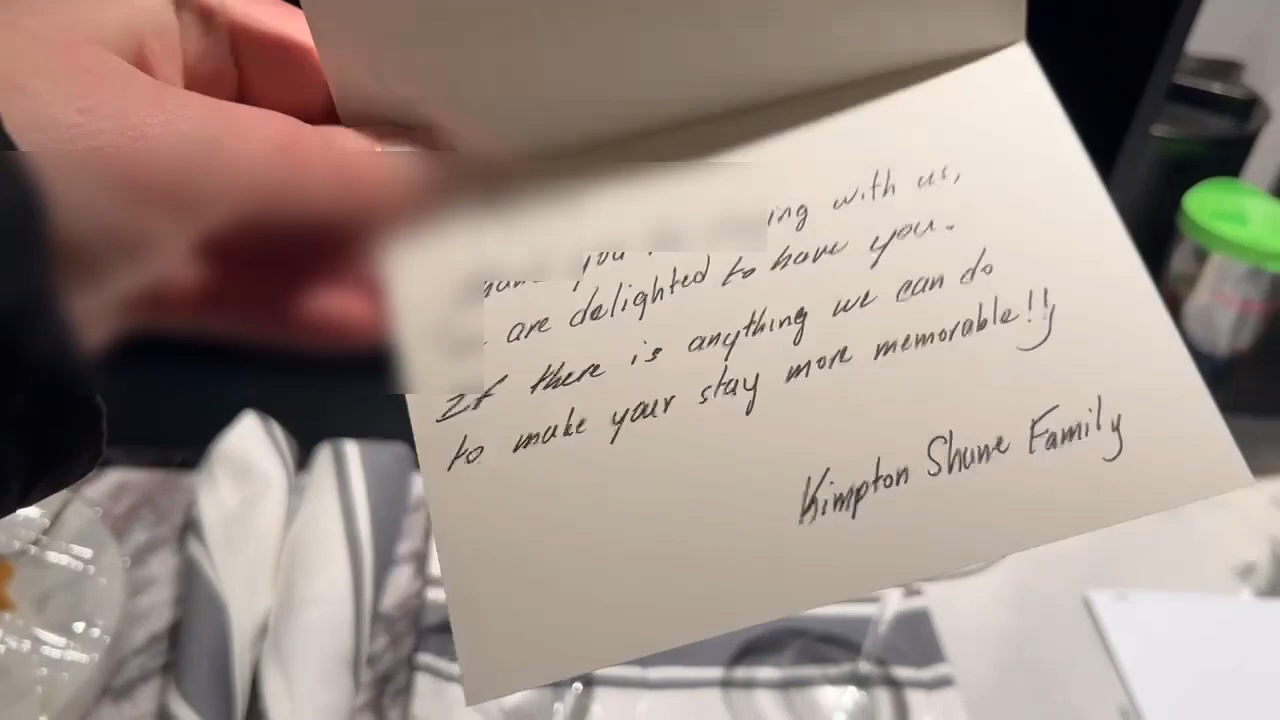 you
with us,
are delighted to have you.
If there is anything we can do
to make your stay more memorable!!
Kimpton Shane Family